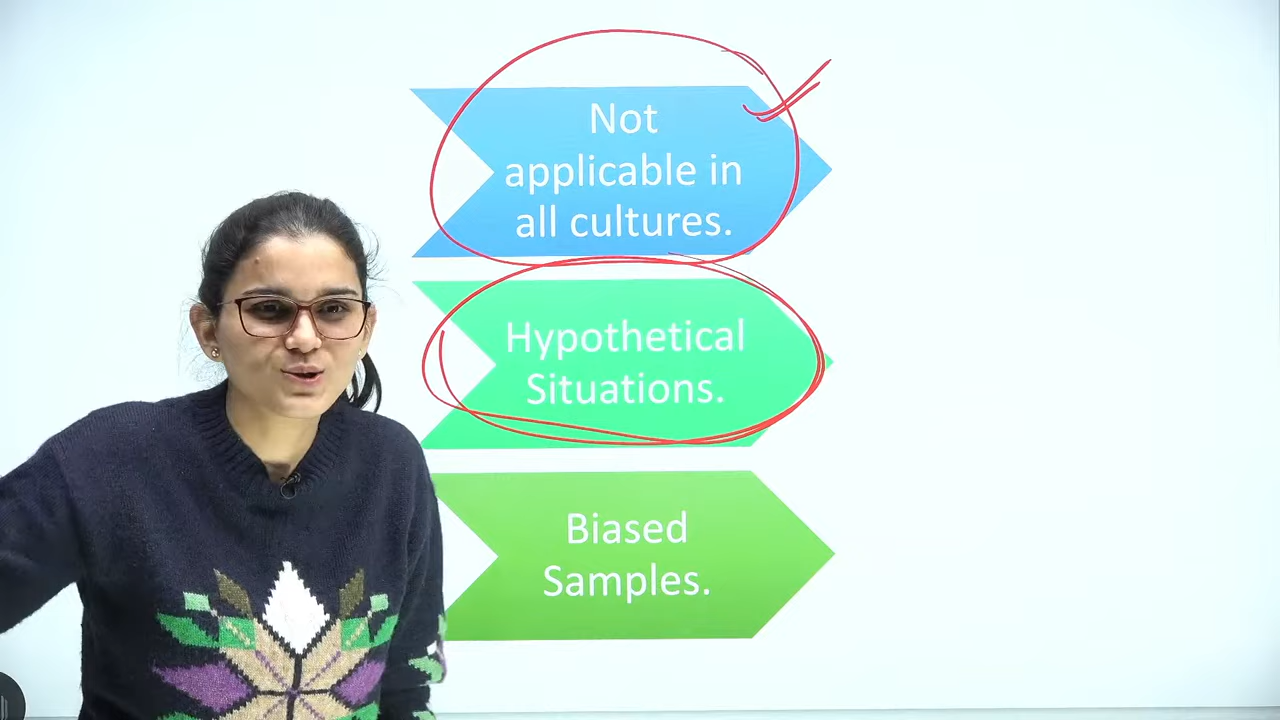 Not
applicable in
all cultures.
Hypothetical
Situations.
Biased
Samples.